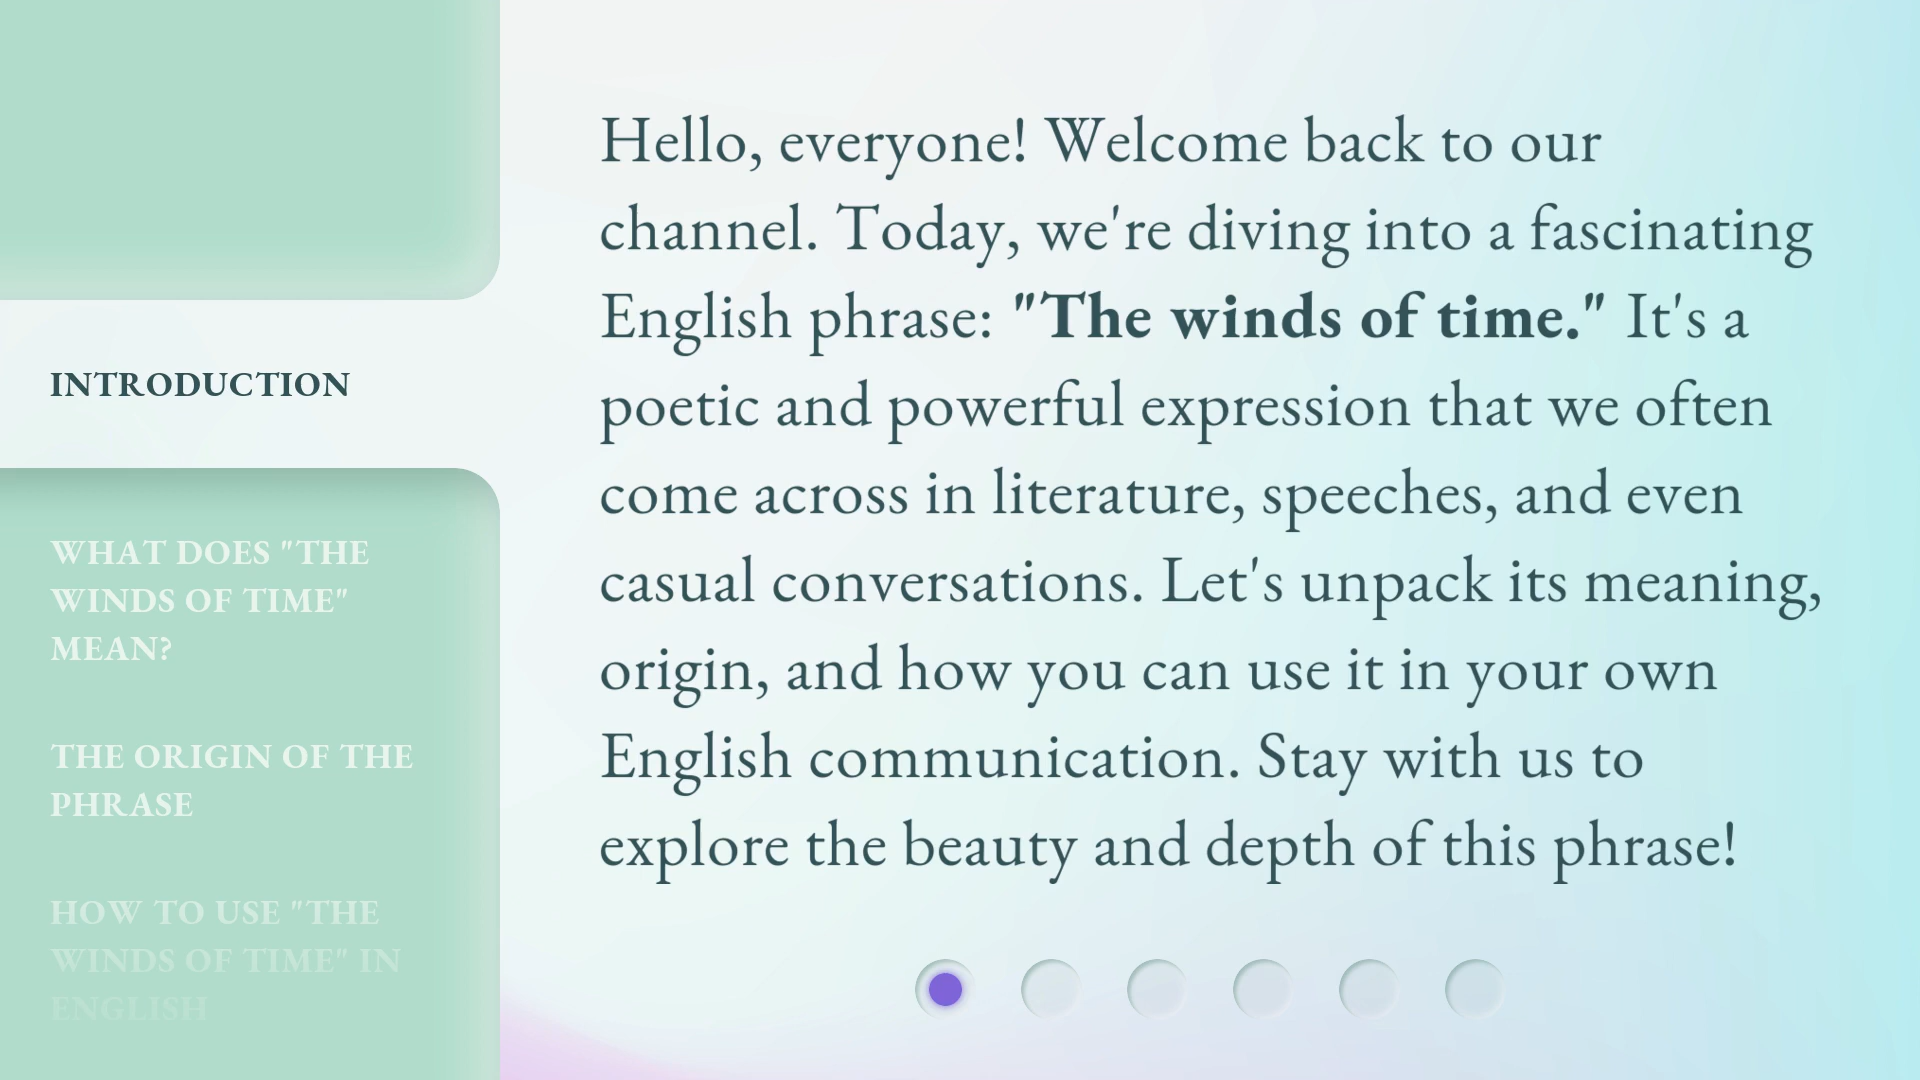 INTRODUCTION
WHAT DOES "THE
WINDS OF TIME"
MEAN?
THE ORIGIN OF THE
PHRASE
HOW TO USE "THE
WINDS OF TIME" IN
ENGLISH
Hello, everyone! Welcome back to our
channel. Today, we're diving into a fascinating
English phrase: "The winds of time." It's a
poetic and powerful expression that we often
come across in literature, speeches, and even
casual conversations. Let's unpack its meaning,
origin, and how you can use it in your own
English communication. Stay with us to
explore the beauty and depth of this phrase!